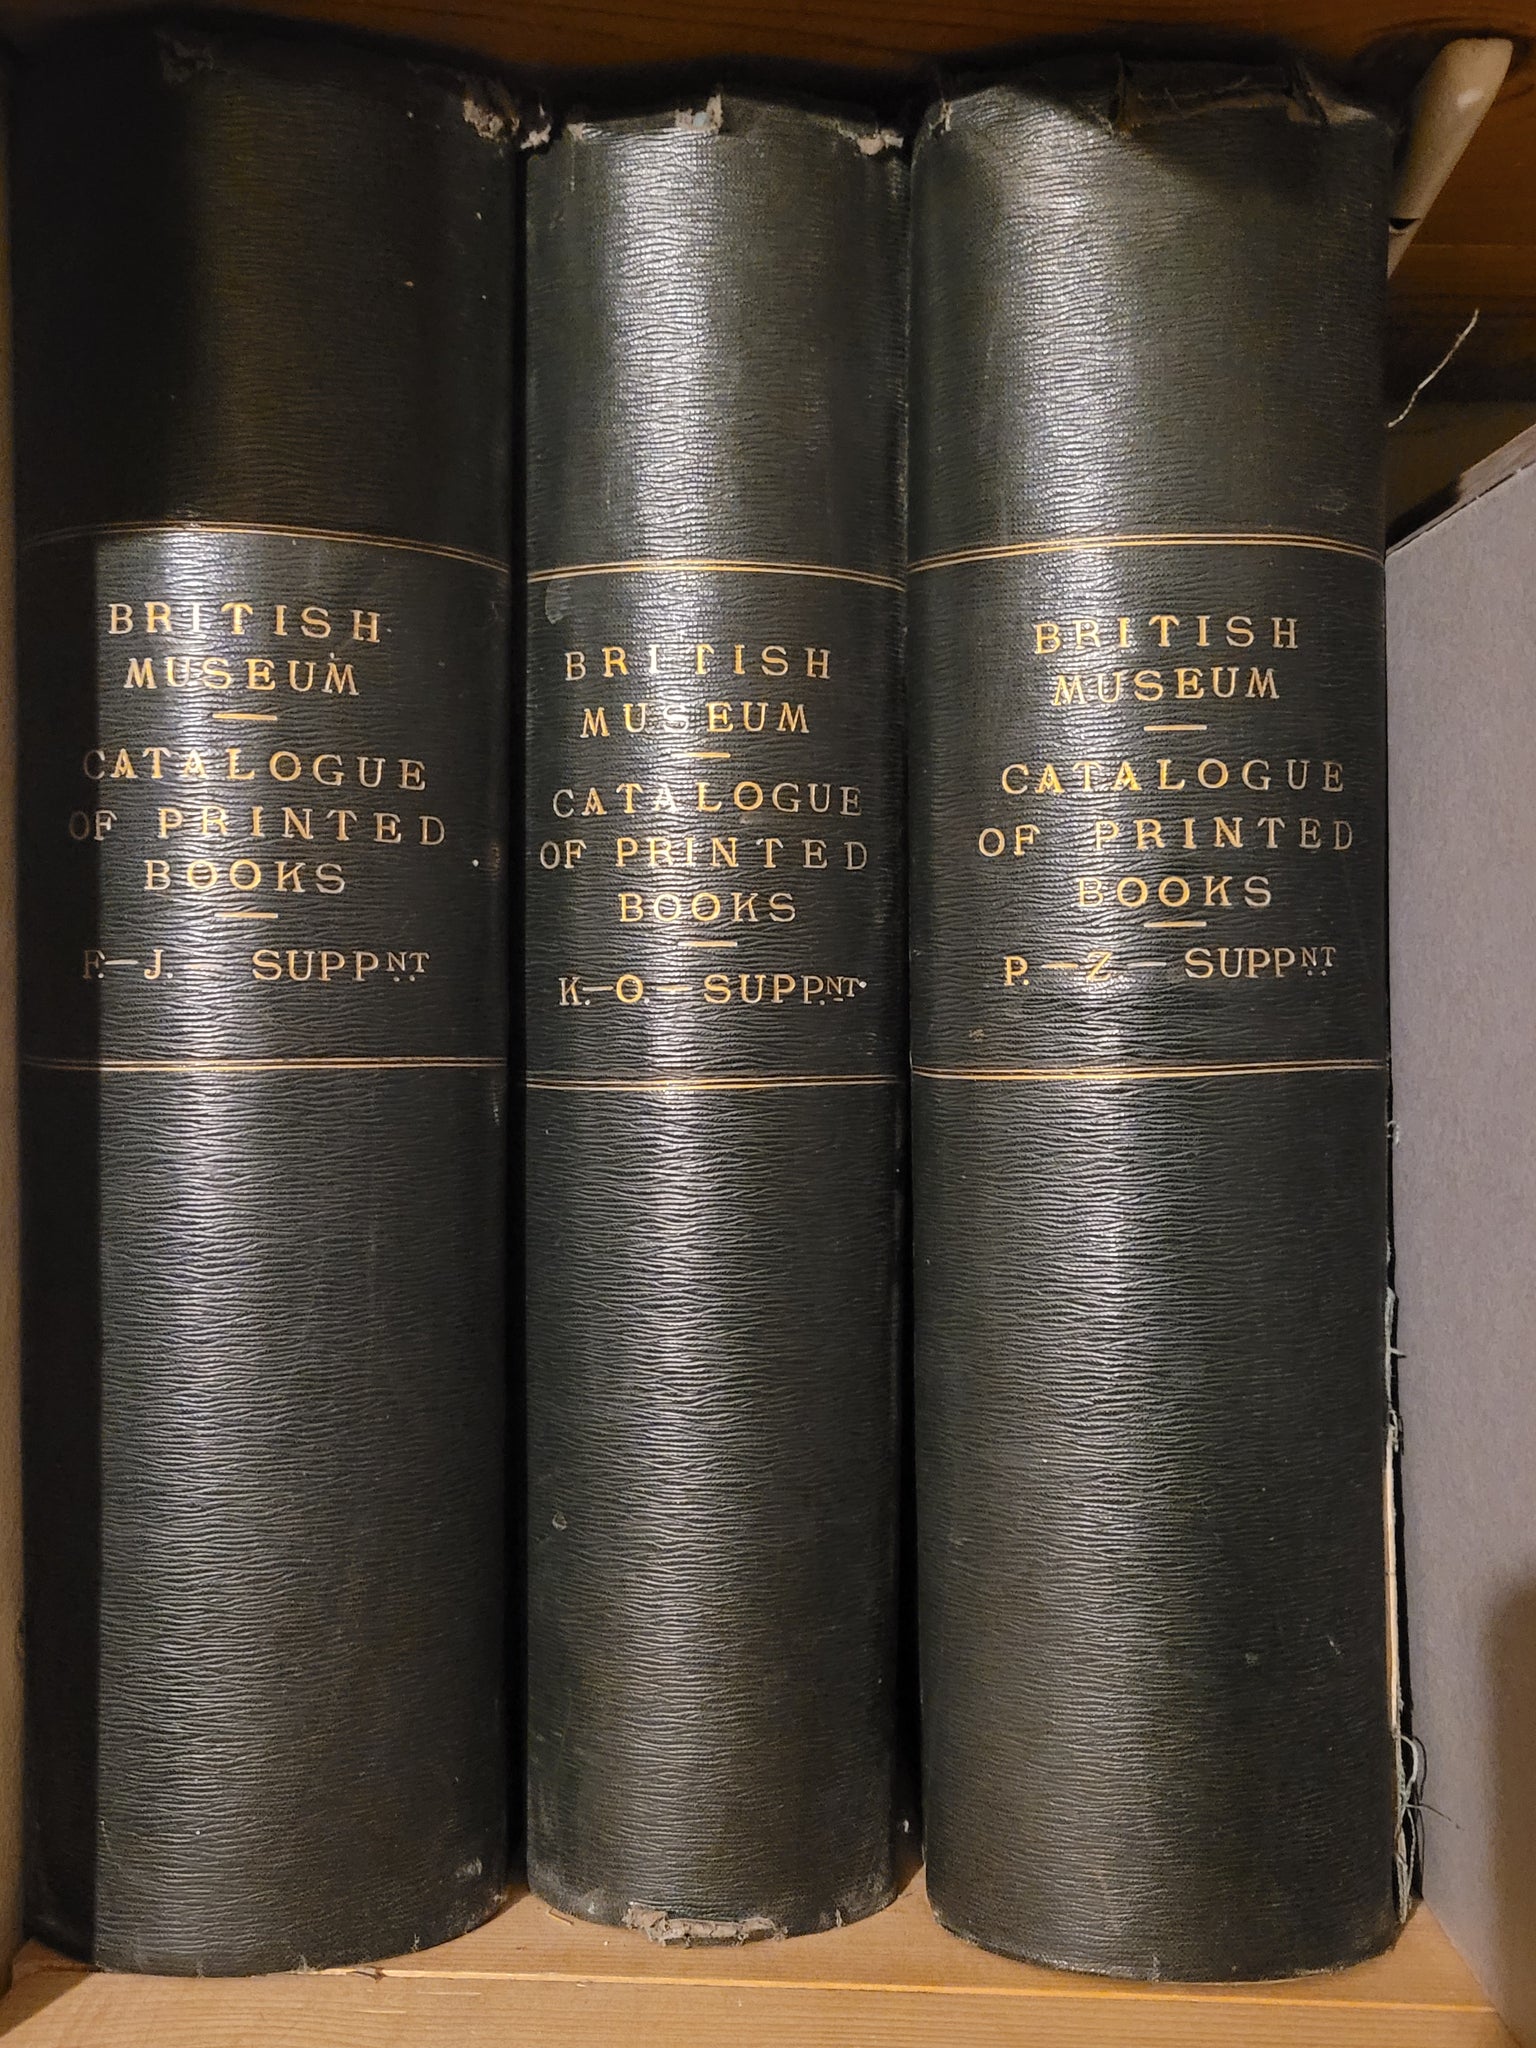 BRITISH
MUSEUM
CATALOGUE
OF PRINTED
BOOKS
F.—J.— SUPPNT
BRITISH
MUSEUM
CATALOGUE
OF PRINTED
BOOKS
K.—O.— SUPPNT
BRITISH
MUSEUM
CATALOGUE
OF PRINTED
BOOKS
P.—Z.— SUPPNT